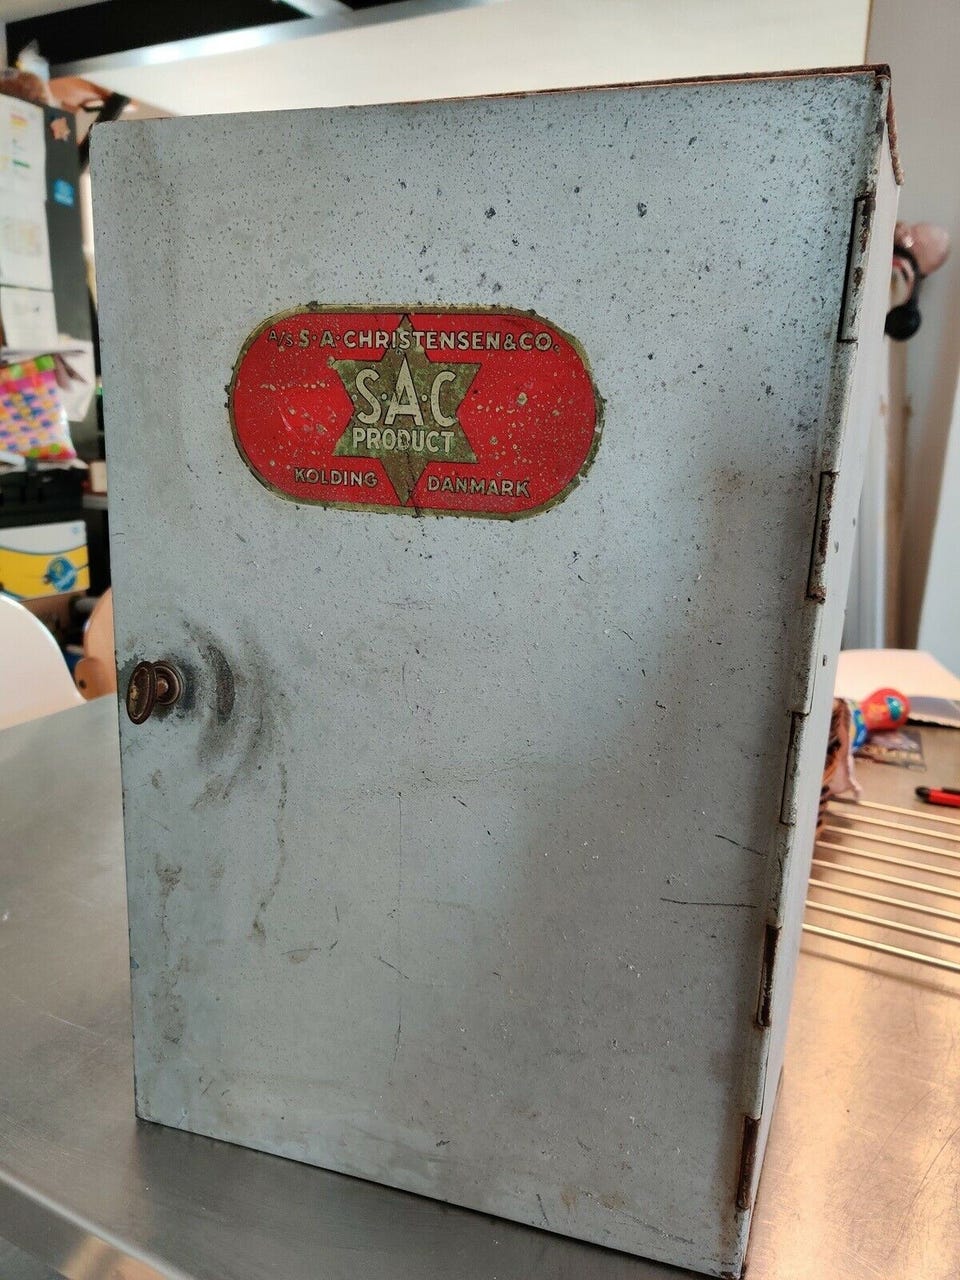 A/S. S·A·CHRISTENSEN & CO.
S·A·C
PRODUCT
KOLDING DANMARK